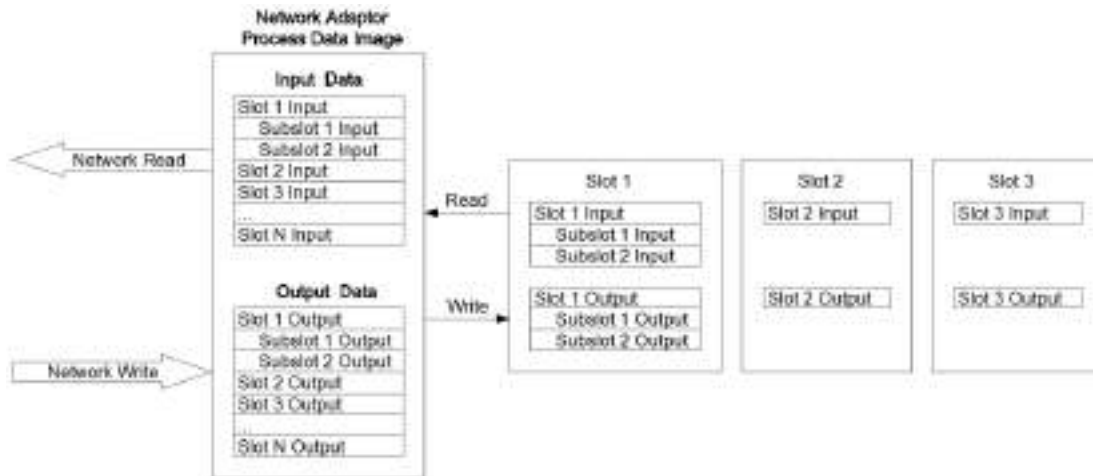 Network Adaptor
Process Data Image
Input Data
Slot 1 Input
Subslot 1 Input
Subslot 2 Input
Slot 2 Input
Slot 3 Input
...
Slot N Input
Network Read
Output Data
Slot 1 Output
Subslot 1 Output
Subslot 2 Output
Slot 2 Output
Slot 3 Output
...
Slot N Output
Network Write
Read
Write
Slot 1
Slot 1 Input
Subslot 1 Input
Subslot 2 Input
Slot 1 Output
Subslot 1 Output
Subslot 2 Output
Slot 2
Slot 2 Input
Slot 2 Output
Slot 3
Slot 3 Input
Slot 3 Output